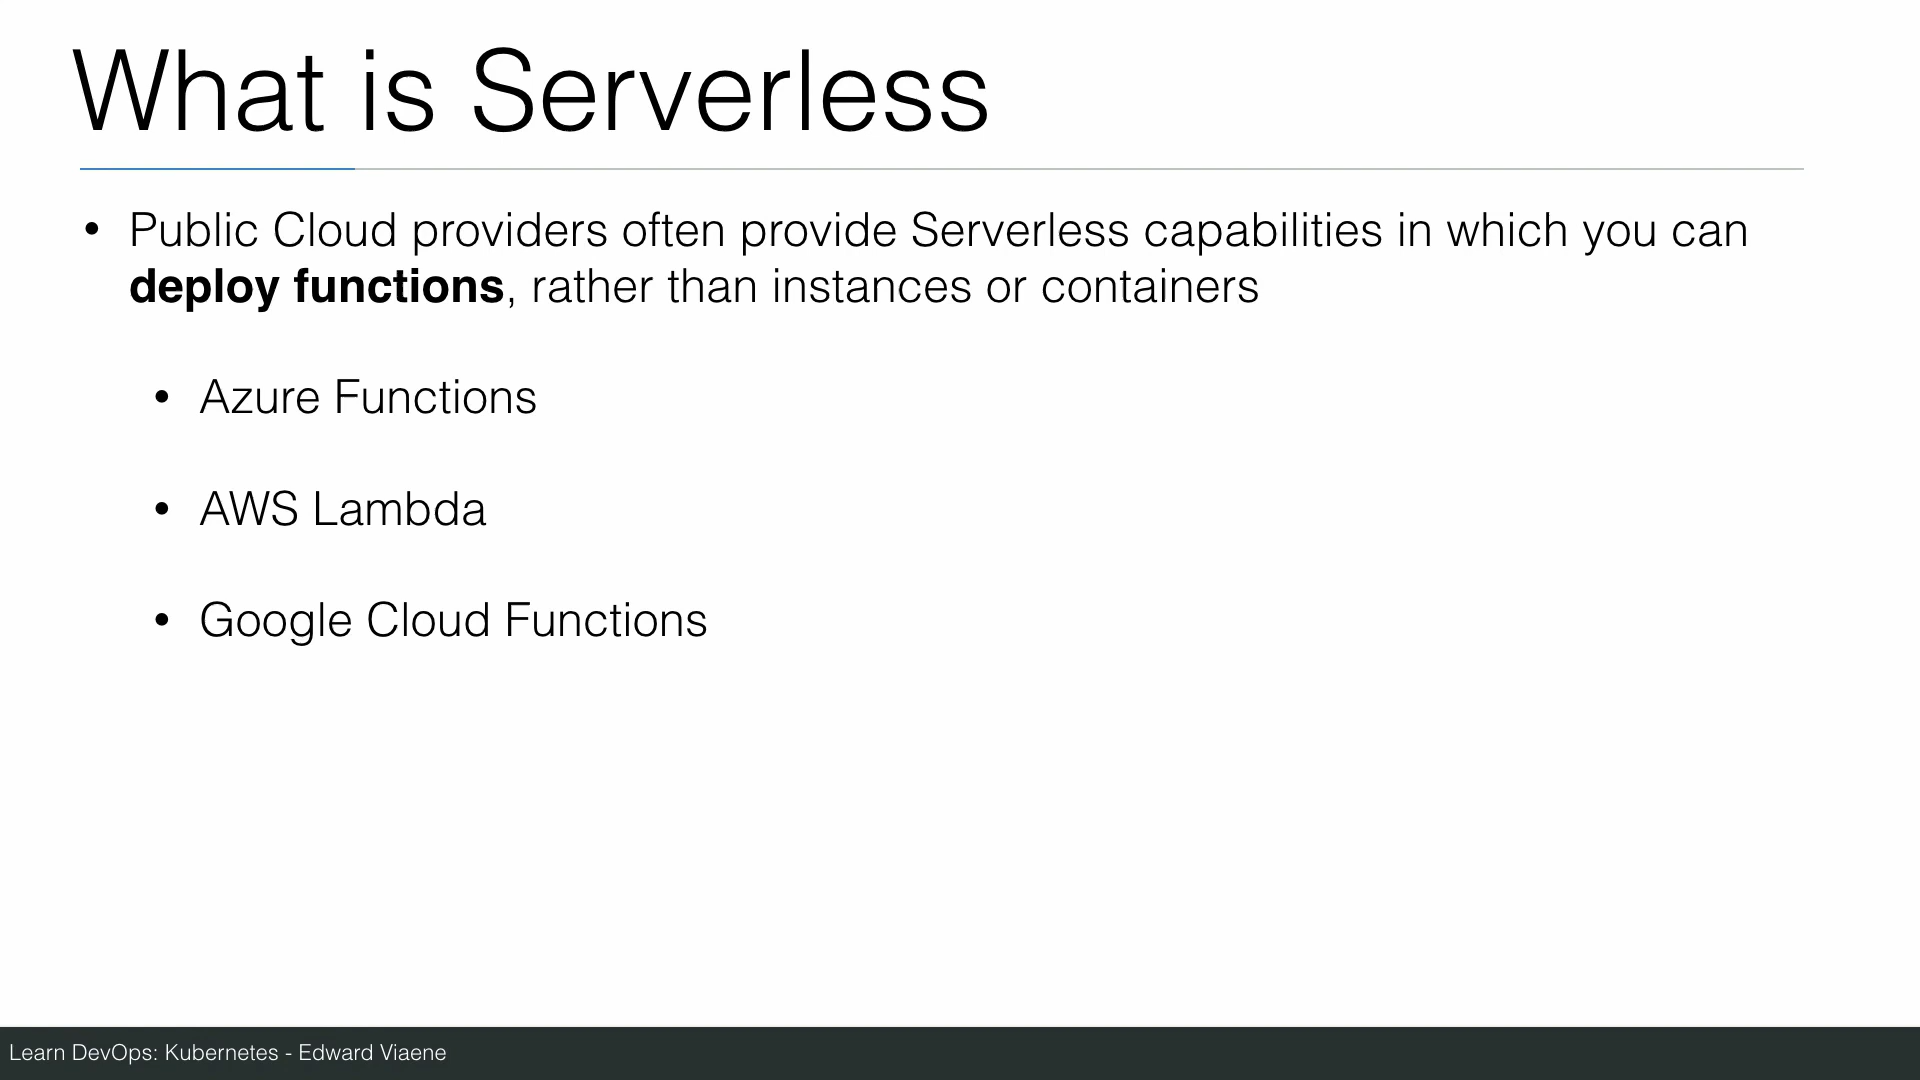 What is Serverless
• Public Cloud providers often provide Serverless capabilities in which you can
deploy functions, rather than instances or containers
• Azure Functions
• AWS Lambda
• Google Cloud Functions
Learn DevOps: Kubernetes - Edward Viaene